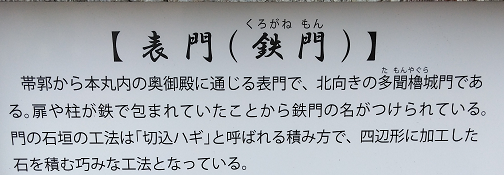 くろがね もん
【 表 門 ( 鉄 門 ) 】
た もんやぐら
帯郭から本丸内の奥御殿に通じる表門で、北向きの多聞櫓城門であ
る。扉や柱が鉄で包まれていたことから鉄門の名がつけられている。
門の石垣の工法は「切込ハギ」と呼ばれる積み方で、四辺形に加工した
石を積む巧みな工法となっている。